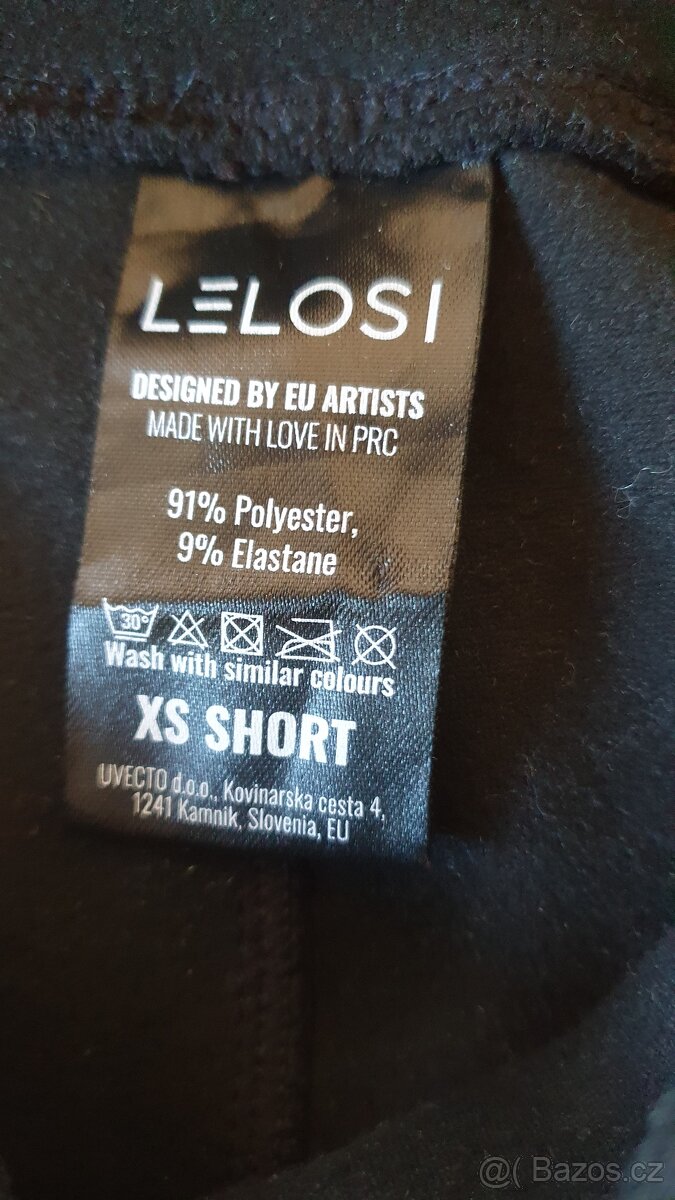 LELOSI
DESIGNED BY EU ARTISTS
MADE WITH LOVE IN PRC
91% Polyester,
9% Elastane
30°
Wash with similar colours
XS SHORT
UVECTO d.o.o., Kovinarska cesta 4,
1241 Kamnik, Slovenia, EU
@( Bazos.cz